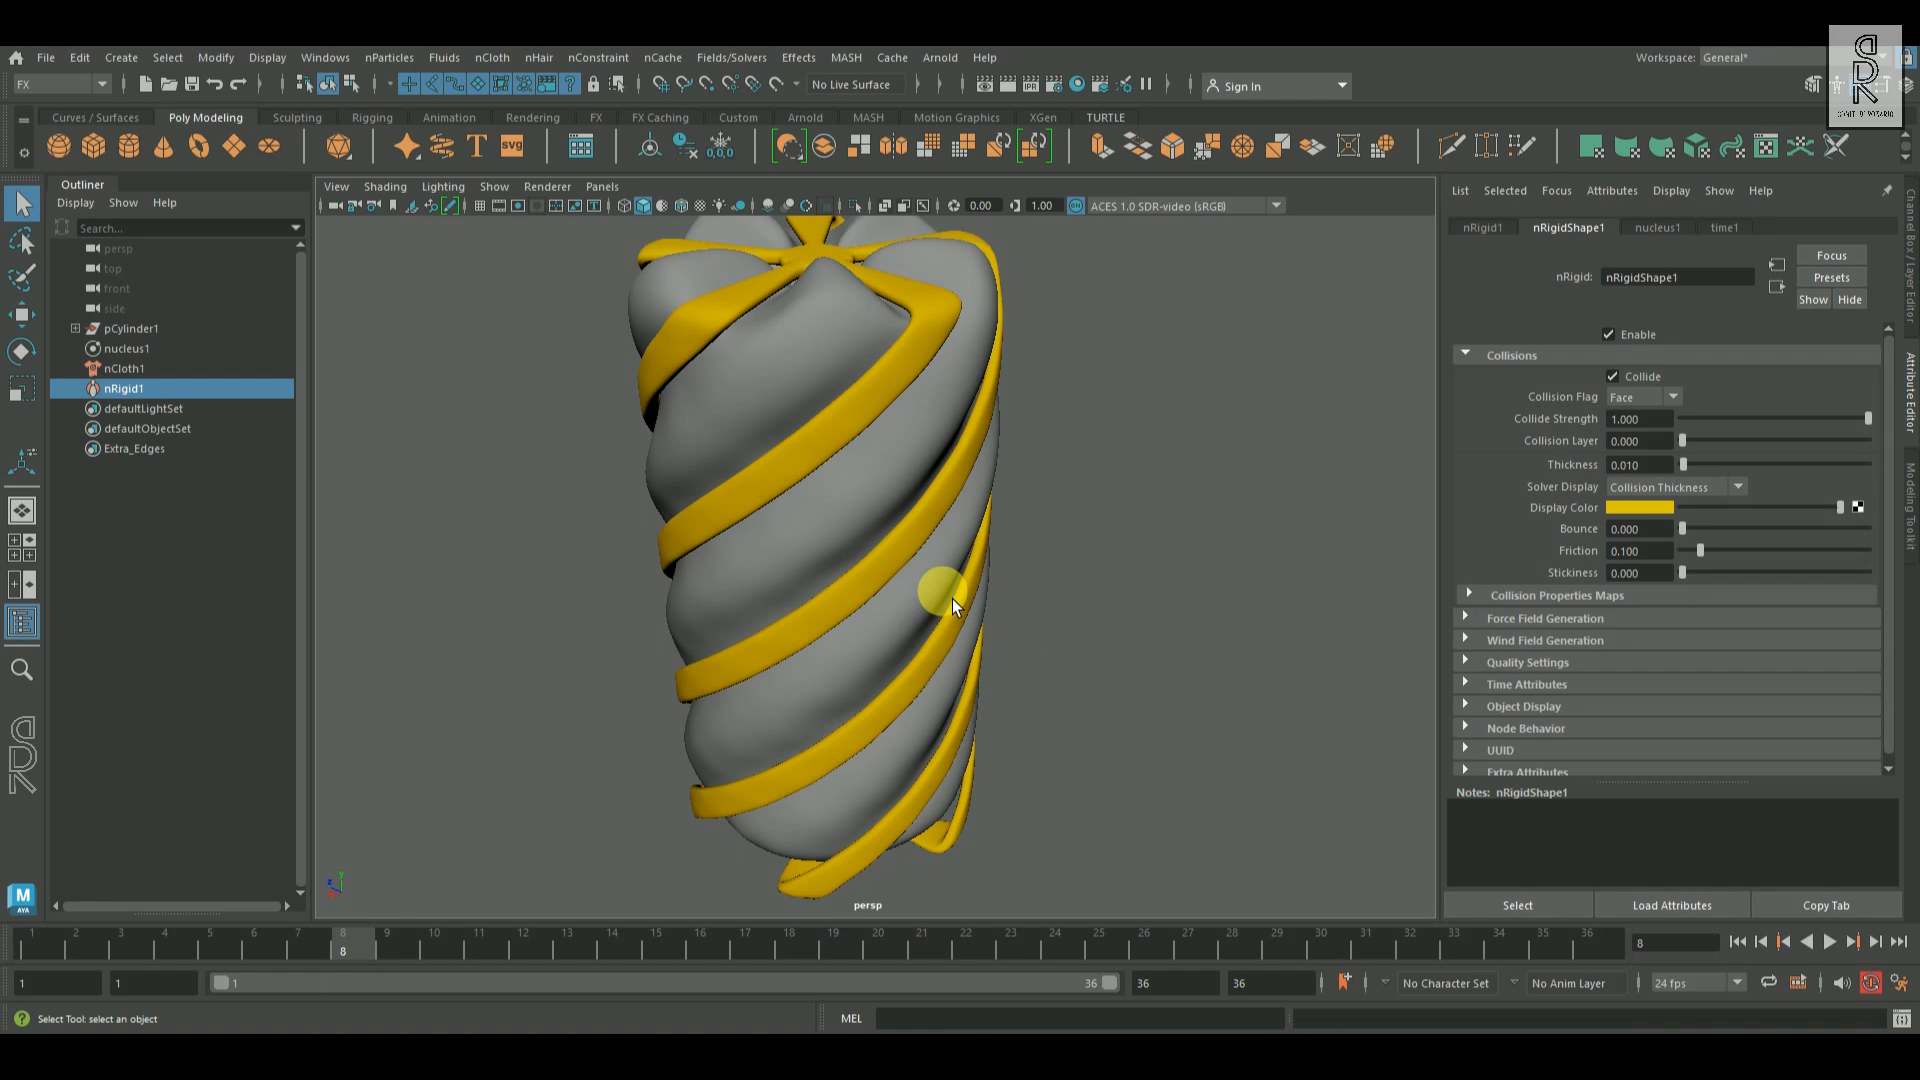 File Edit Create Select Modify Display Windows nParticles Fluids nCloth nHair nConstraint nCache Fields/Solvers Effects MASH Cache Arnold Help
Workspace: General*
FX
No Live Surface
Sign In
Curves / Surfaces Poly Modeling Sculpting Rigging Animation Rendering FX FX Caching Custom Arnold MASH Motion Graphics XGen TURTLE
Outliner
Display Show Help
Search...
persp
top
front
side
pCylinder1
nucleus1
nCloth1
nRigid1
defaultLightSet
defaultObjectSet
Extra_Edges
View Shading Lighting Show Renderer Panels
0.00 1.00 ACES 1.0 SDR-video (sRGB)
persp
List Selected Focus Attributes Display Show Help
nRigid1 nRigidShape1 nucleus1 time1
nRigid: nRigidShape1
Focus
Presets
Show Hide
Enable
Collisions
Collide
Collision Flag Face
Collide Strength 1.000
Collision Layer 0.000
Thickness 0.010
Solver Display Collision Thickness
Display Color
Bounce 0.000
Friction 0.100
Stickiness 0.000
Collision Properties Maps
Force Field Generation
Wind Field Generation
Quality Settings
Time Attributes
Object Display
Node Behavior
UUID
Extra Attributes
Notes: nRigidShape1
Select Load Attributes Copy Tab
Channel Box / Layer Editor
Attribute Editor
Modeling Toolkit
1 2 3 4 5 6 7 8 9 10 11 12 13 14 15 16 17 18 19 20 21 22 23 24 25 26 27 28 29 30 31 32 33 34 35 36
8
8
1 1 1 36 36 36
No Character Set No Anim Layer 24 fps
Select Tool: select an object
MEL